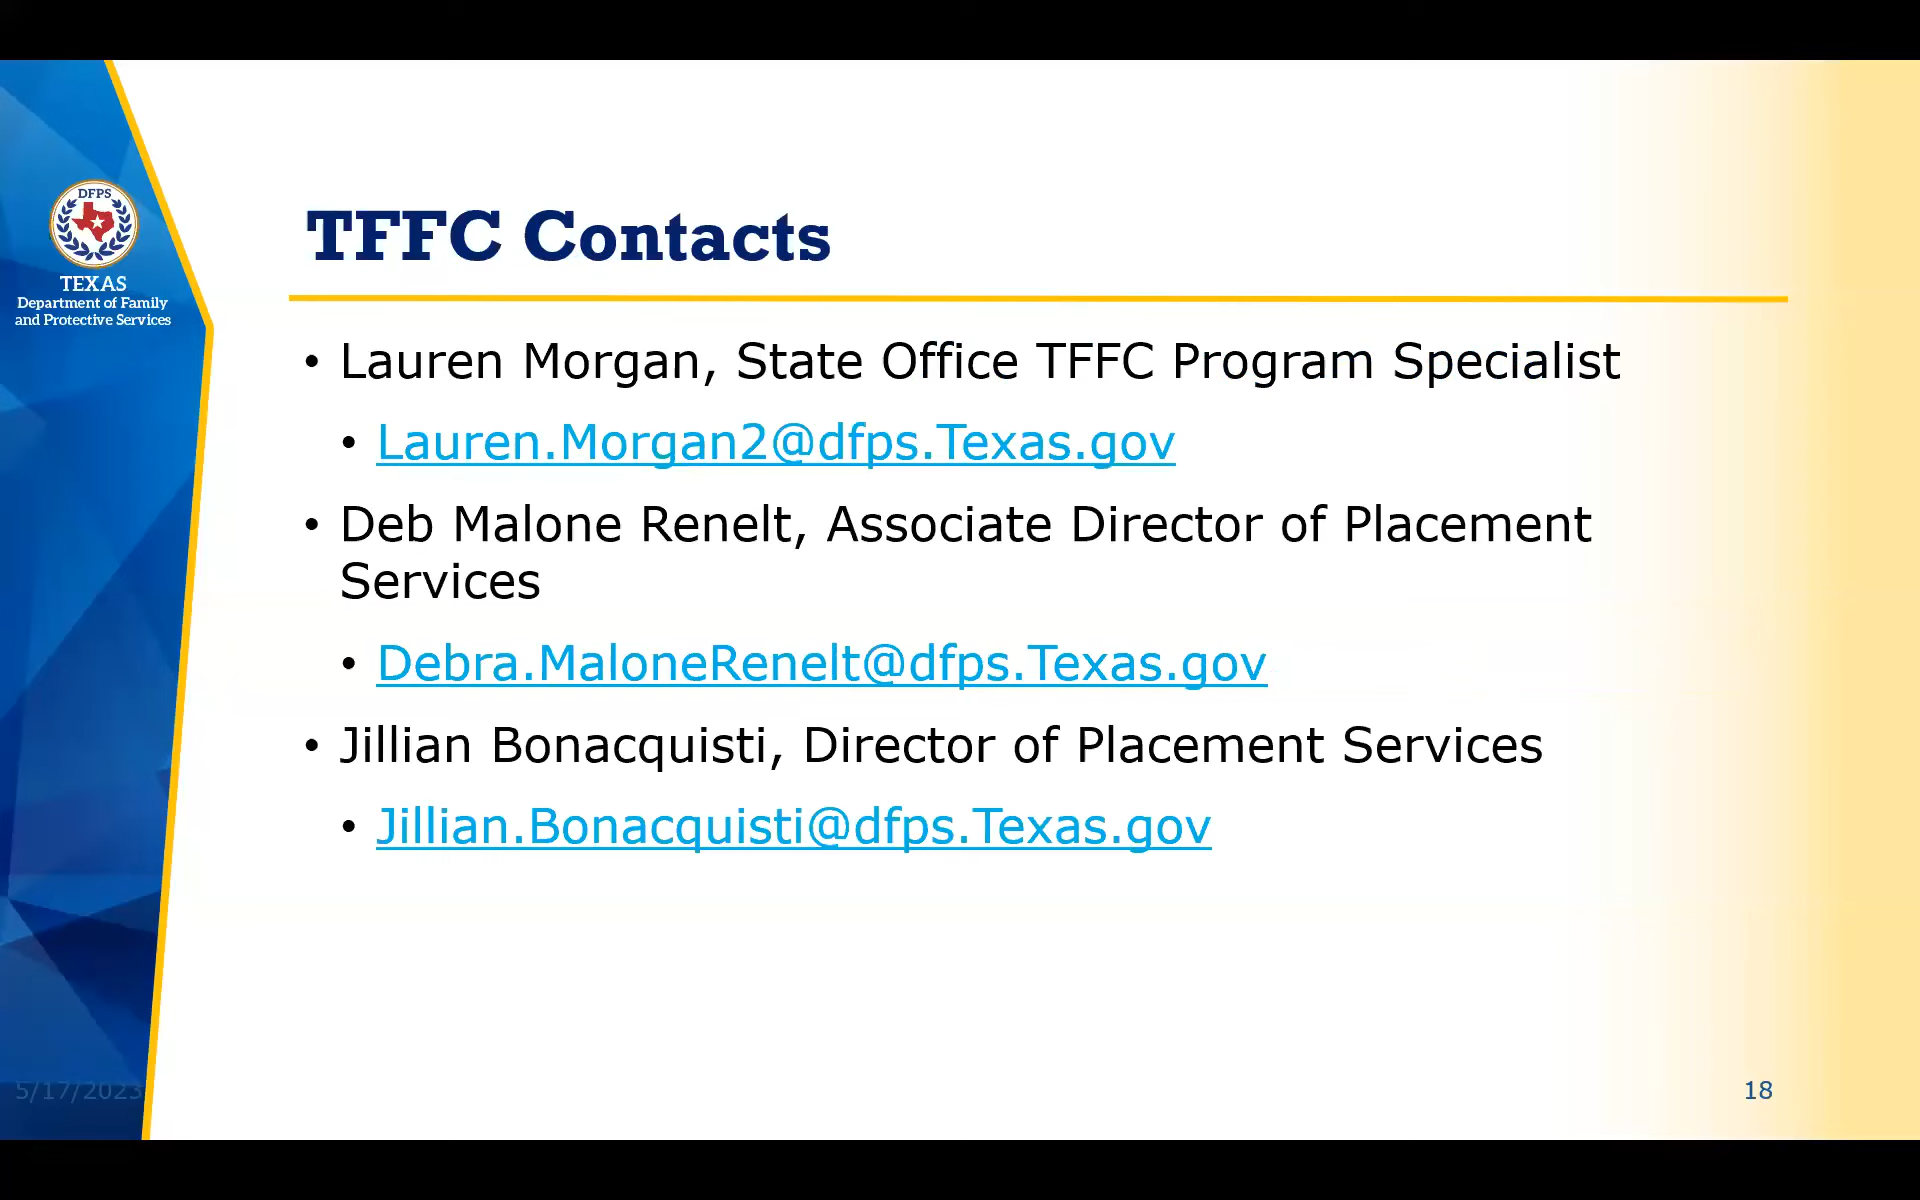 DFPS
TEXAS
Department of Family
and Protective Services
TFFC Contacts
• Lauren Morgan, State Office TFFC Program Specialist
• Lauren.Morgan2@dfps.Texas.gov
• Deb Malone Renelt, Associate Director of Placement
Services
• Debra.MaloneRenelt@dfps.Texas.gov
• Jillian Bonacquisti, Director of Placement Services
• Jillian.Bonacquisti@dfps.Texas.gov
5/17/2023
18